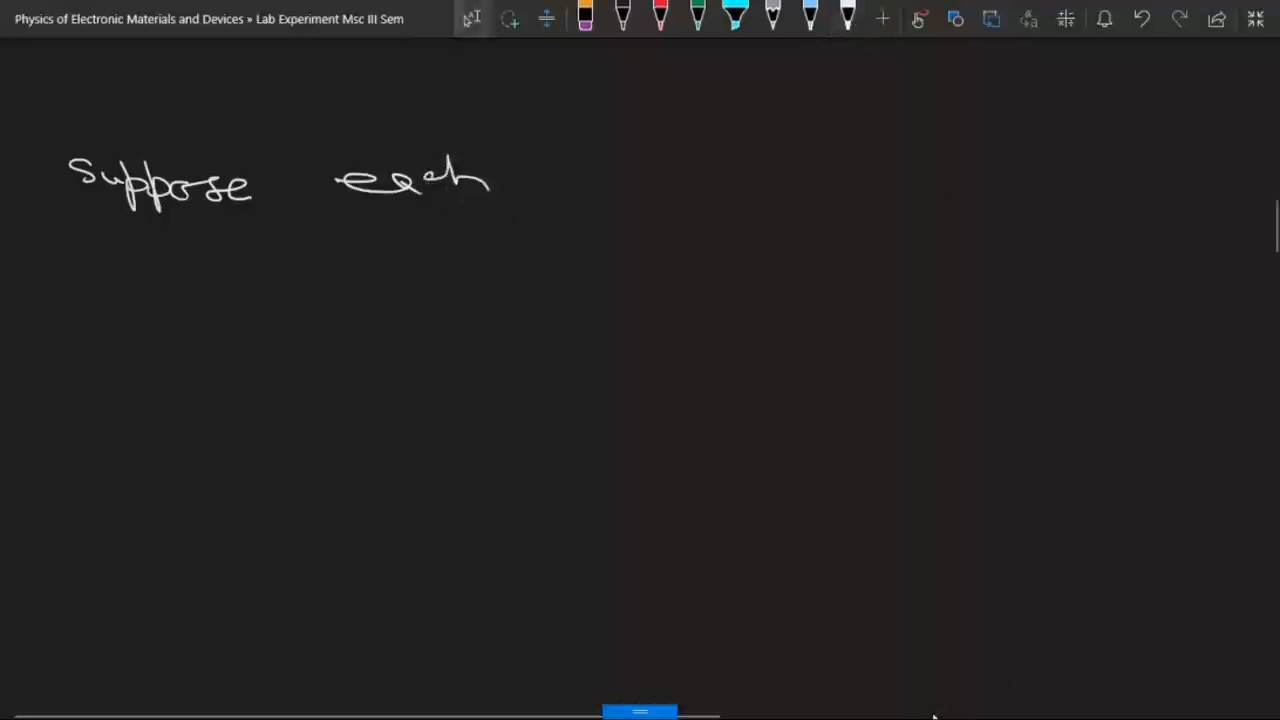 Physics of Electronic Materials and Devices » Lab Experiment Msc III Sem
Suppose each